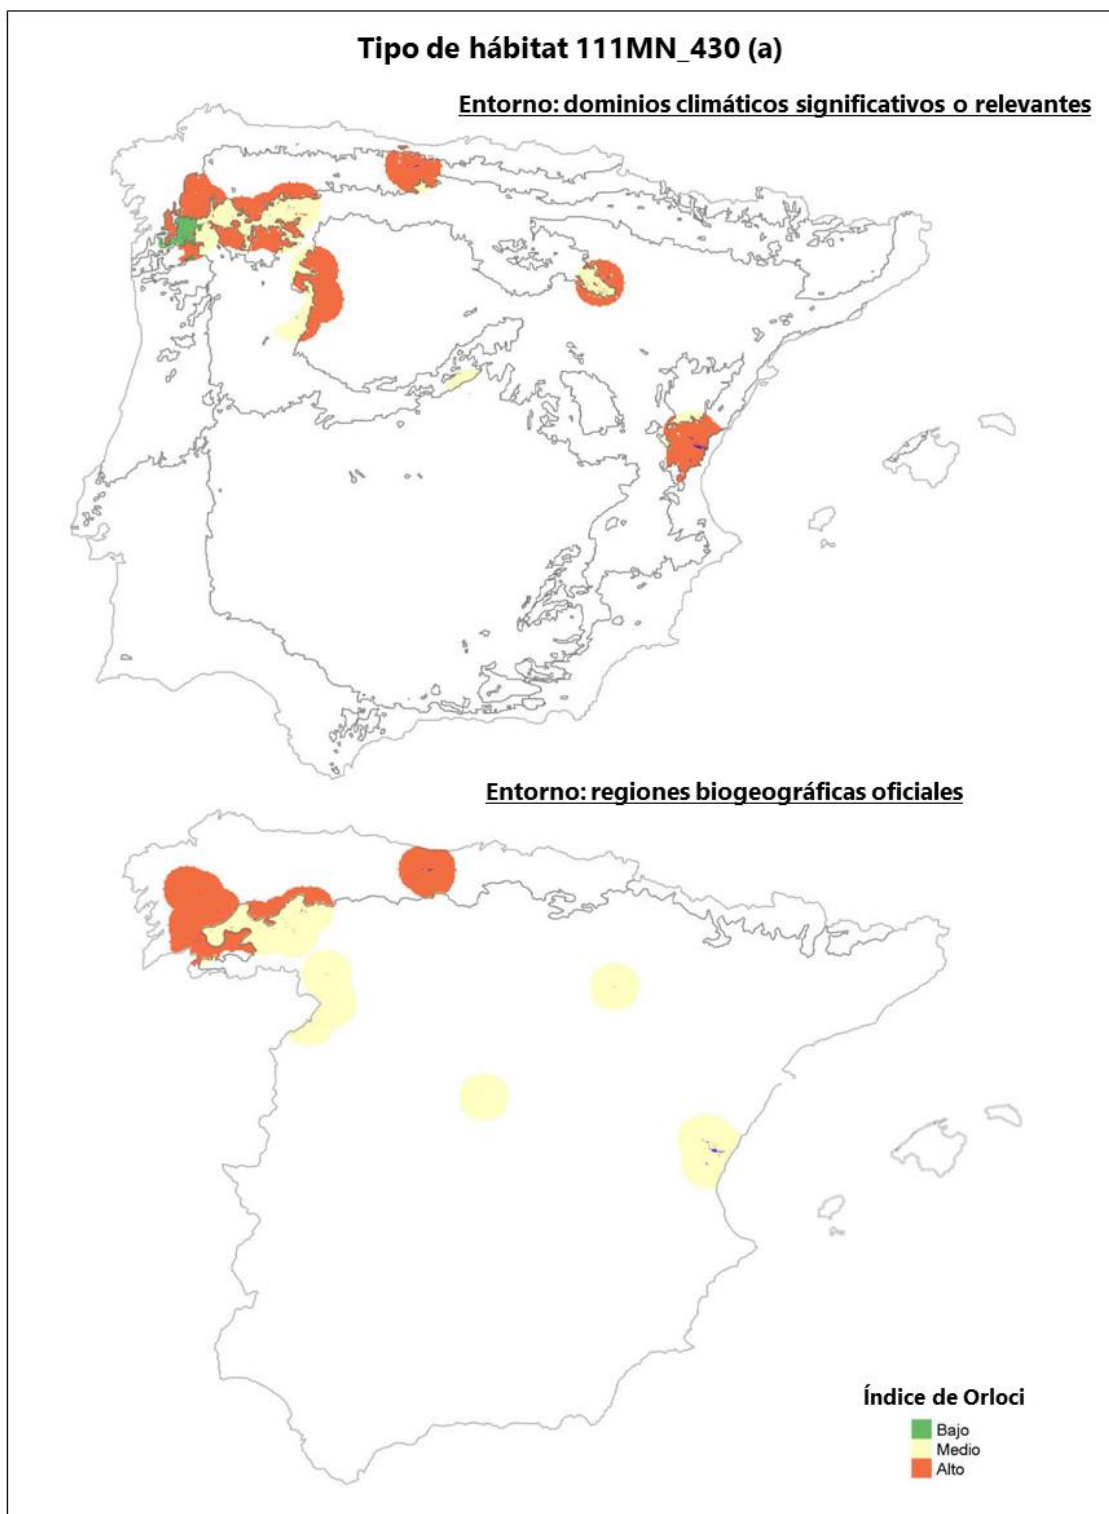 Tipo de hábitat 111MN_430 (a)
Entorno: dominios climáticos significativos o relevantes
Entorno: regiones biogeográficas oficiales
Índice de Orloci
Bajo
Medio
Alto